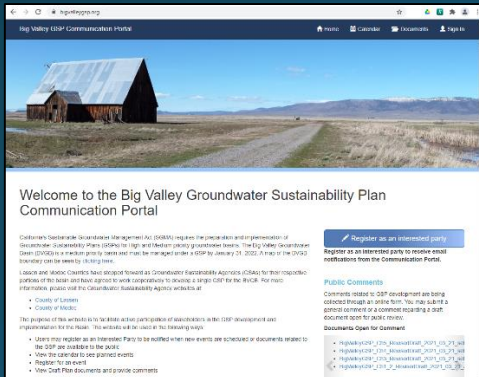 bigvalleygsp.org
Big Valley GSP Communication Portal
Home
Calendar
Documents
Sign In
Welcome to the Big Valley Groundwater Sustainability Plan
Communication Portal
California's Sustainable Groundwater Management Act (SGMA) requires the preparation and implementation of
Groundwater Sustainability Plans (GSPs) for High and Medium priority groundwater basins. The Big Valley Groundwater
Basin (BVGB) is a medium priority basin and must be managed under a GSP by January 31, 2022. A map of the BVGB
boundary can be seen by clicking here.
Lassen and Modoc Counties have stepped forward as Groundwater Sustainability Agencies (GSAs) for their respective
portions of the basin and have agreed to work cooperatively to develop a single GSP for the BVGB. For more
information, please visit the Groundwater Sustainability Agency websites at
County of Lassen
County of Modoc
The purpose of this website is to facilitate active participation of stakeholders in the GSP development and
implementation for the Basin. The website will be used in the following ways:
Users may register as an Interested Party to be notified when new events are scheduled or documents related to
the GSP are available to the public
View the calendar to see planned events
Register for an event
View Draft Plan documents and provide comments
Register as an interested party
Register as an interested party to receive email
notifications from the Communication Portal.
Public Comments
Comments related to GSP development are being
collected through an online form. You may submit a
general comment or a comment regarding a draft
document open for public review.
Documents Open for Comment